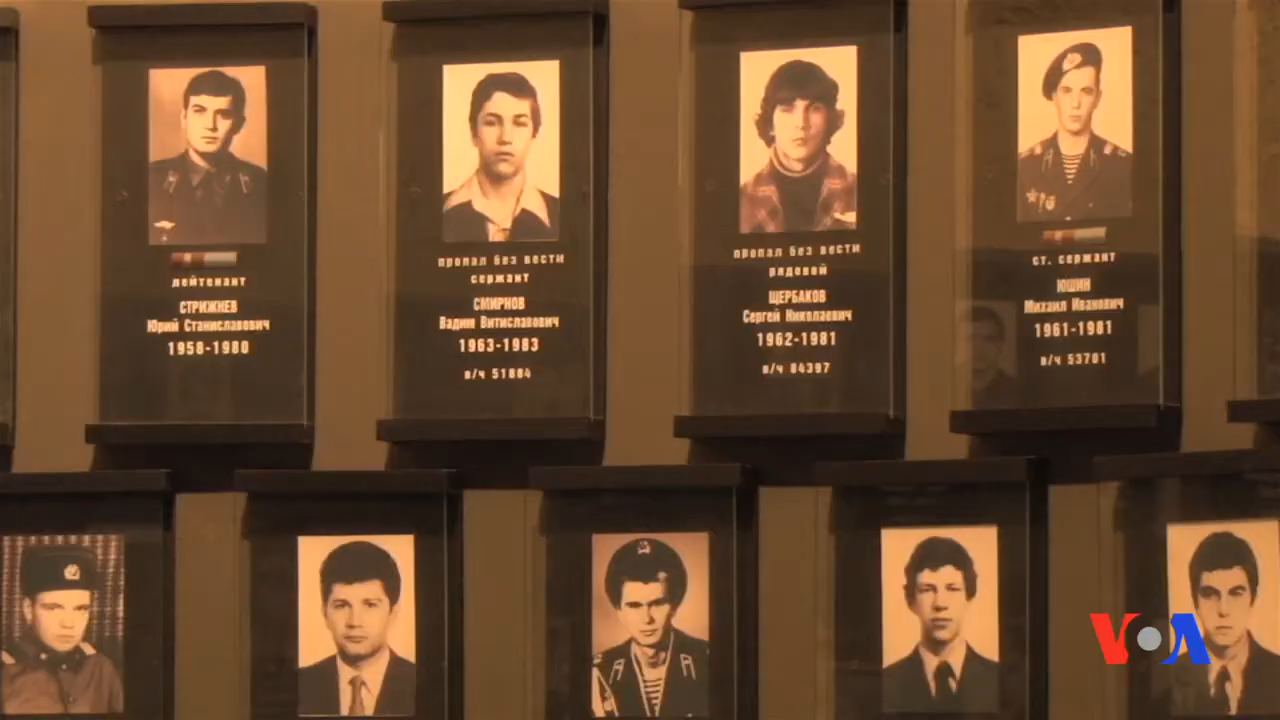 лейтенант
СТРИЖНЕВ
Юрий Станиславович
1958-1980
пропал без вести
сержант
СМИРНОВ
Вадим Витиславович
1963-1983
в/ч 51884
пропал без вести
рядовой
ЩЕРБАКОВ
Сергей Николаевич
1962-1981
в/ч 84397
ст. сержант
ЮШИН
Михаил Иванович
1961-1981
в/ч 53701
VOA